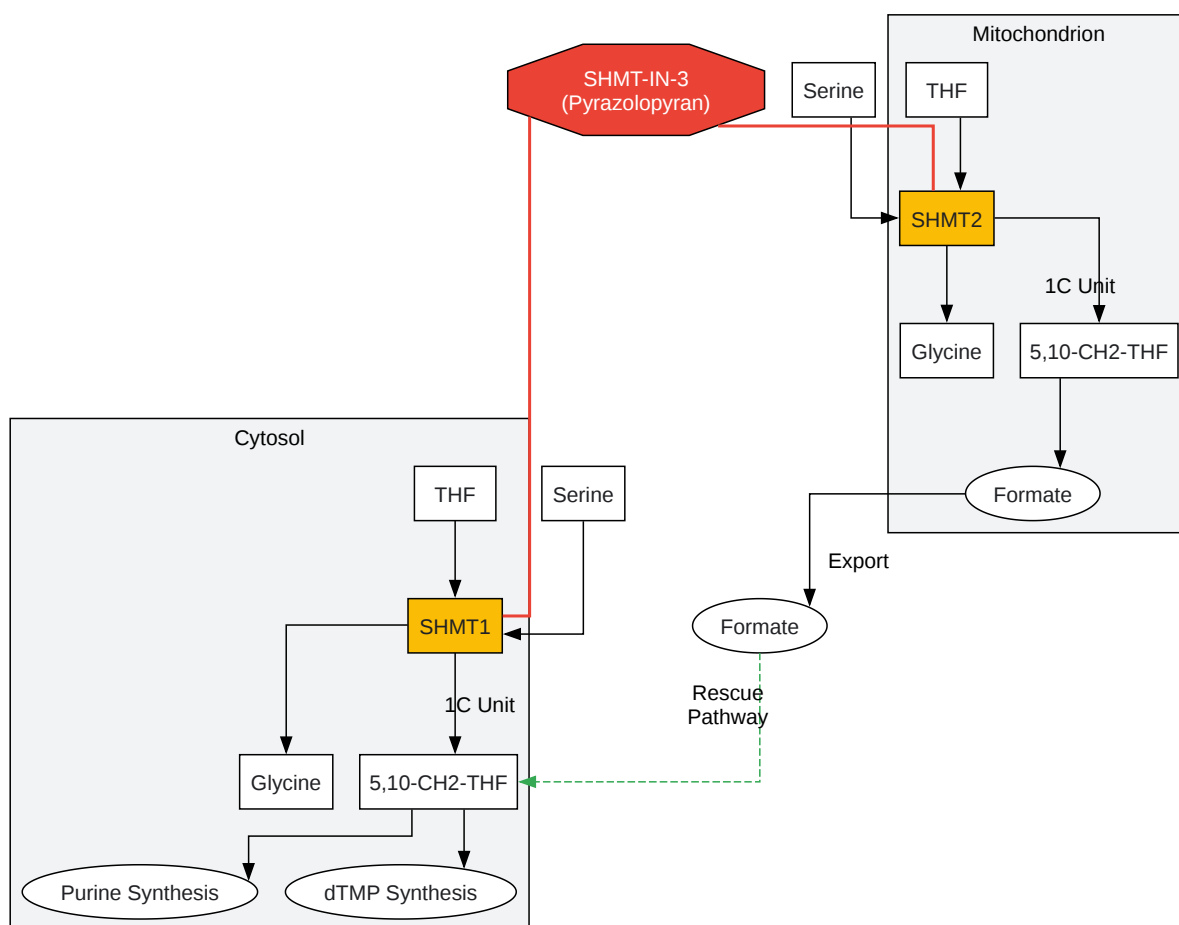 Mitochondrion
SHMT-IN-3
(Pyrazolopyran)
Serine
THF
SHMT2
1C Unit
Glycine
5,10-CH2-THF
Formate
Export
Formate
Rescue
Pathway
Cytosol
THF
Serine
SHMT1
1C Unit
Glycine
5,10-CH2-THF
Purine Synthesis
dTMP Synthesis